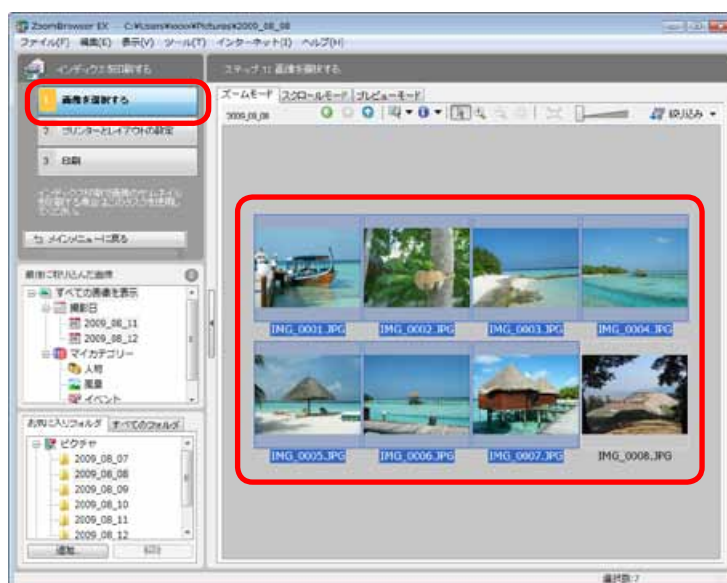 ZoomBrowser EX - C:¥Users¥xxxx¥Pictures¥2009_08_08
ファイル(F) 編集(E) 表示(V) ツール(T) インターネット(I) ヘルプ(H)
インデックスを印刷する
1 画像を選択する
2 プリンターとレイアウトの設定
3 印刷
メインメニューに戻る
最後に取り込んだ画像
すべての画像を表示
撮影日
2009_08_11
2009_08_12
マイカテゴリー
人物
風景
イベント
お気に入りフォルダ すべてのフォルダ
ピクチャ
2009_08_07
2009_08_08
2009_08_09
2009_08_10
2009_08_11
2009_08_12
追加... 解除
ステップ 1: 画像を選択する
ズームモード スクロールモード プレビューモード
2009_08_08
絞り込み
IMG_0001.JPG IMG_0002.JPG IMG_0003.JPG IMG_0004.JPG
IMG_0005.JPG IMG_0006.JPG IMG_0007.JPG IMG_0008.JPG
選択数:7